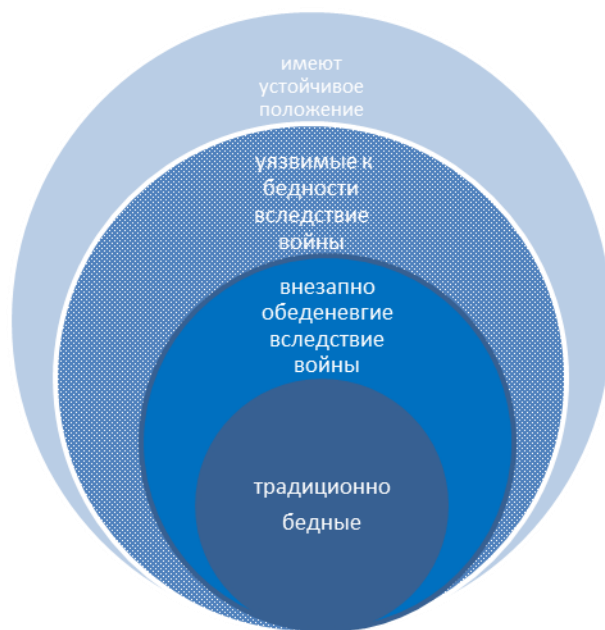 имеют
устойчивое
положение
уязвимые к
бедности
вследствие
войны
внезапно
обеденевгие
вследствие
войны
традиционно
бедные